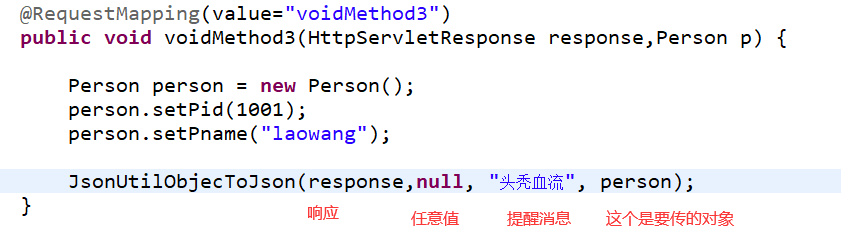 @RequestMapping(value="voidMethod3")
public void voidMethod3(HttpServletResponse response,Person p) {
Person person = new Person();
person.setPid(1001);
person.setPname("laowang");
JsonUtilObjecToJson(response,null, "头秃血流", person);
响应 任意值 提醒消息 这个是要传的对象
}